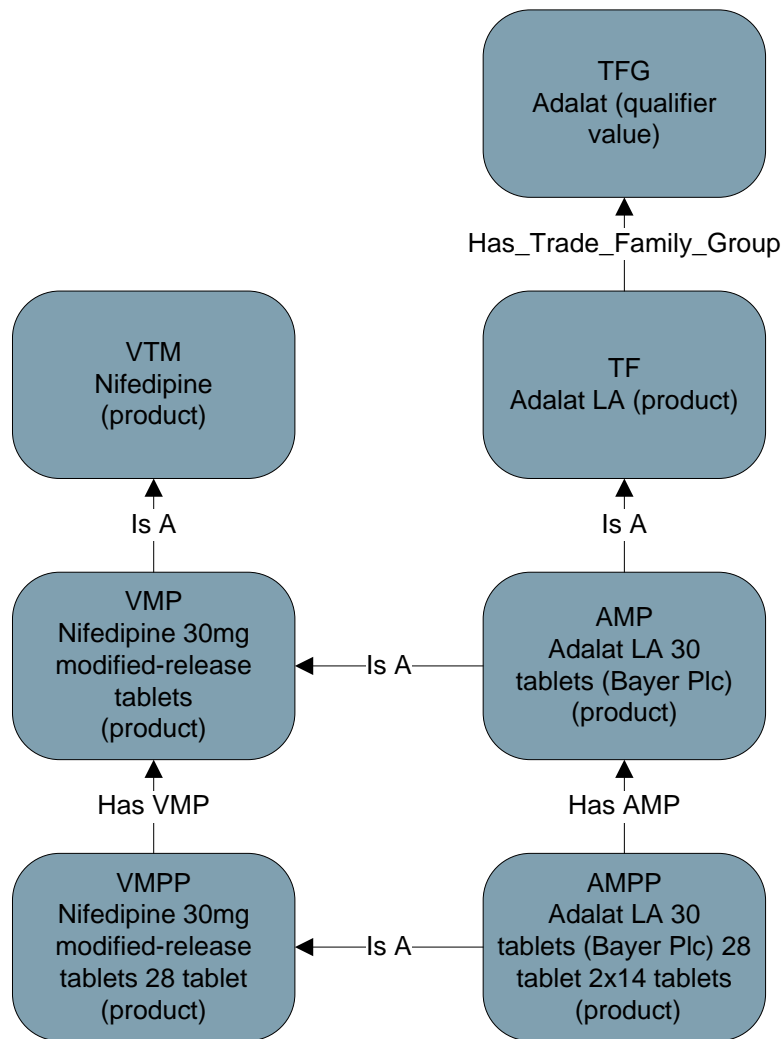 TFG
Adalat (qualifier
value)
Has_Trade_Family_Group
VTM
Nifedipine
(product)
TF
Adalat LA (product)
Is A
Is A
VMP
Nifedipine 30mg
modified-release
tablets
(product)
Is A
AMP
Adalat LA 30
tablets (Bayer Plc)
(product)
Has VMP
Has AMP
VMPP
Nifedipine 30mg
modified-release
tablets 28 tablet
(product)
Is A
AMPP
Adalat LA 30
tablets (Bayer Plc) 28
tablet 2x14 tablets
(product)